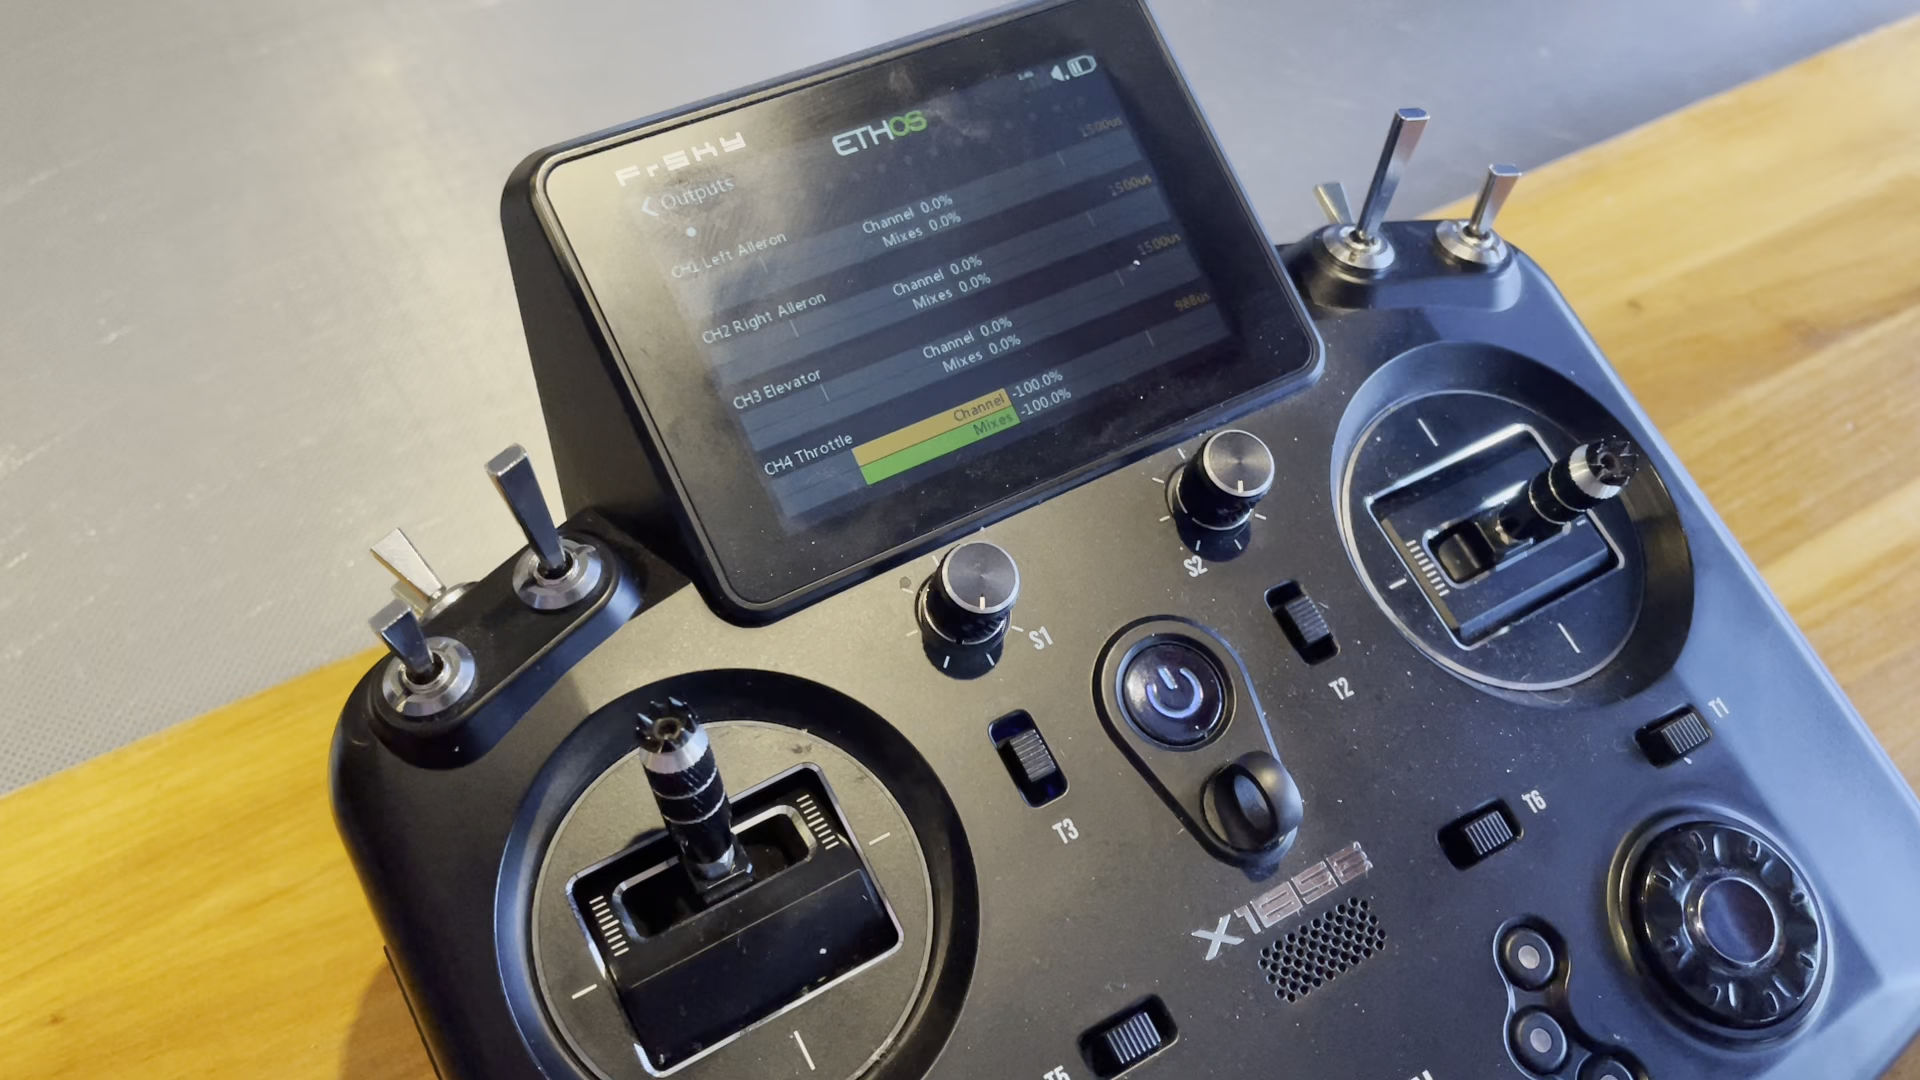 FrSky
ETHOS
2.4G
Outputs
CH1 Left Aileron
Channel 0.0%
Mixes 0.0%
1500us
CH2 Right Aileron
Channel 0.0%
Mixes 0.0%
1500us
CH3 Elevator
Channel 0.0%
Mixes 0.0%
1500us
CH4 Throttle
Channel -100.0%
Mixes -100.0%
988us
S1
S2
T3
T2
T1
T6
X18SE
T5